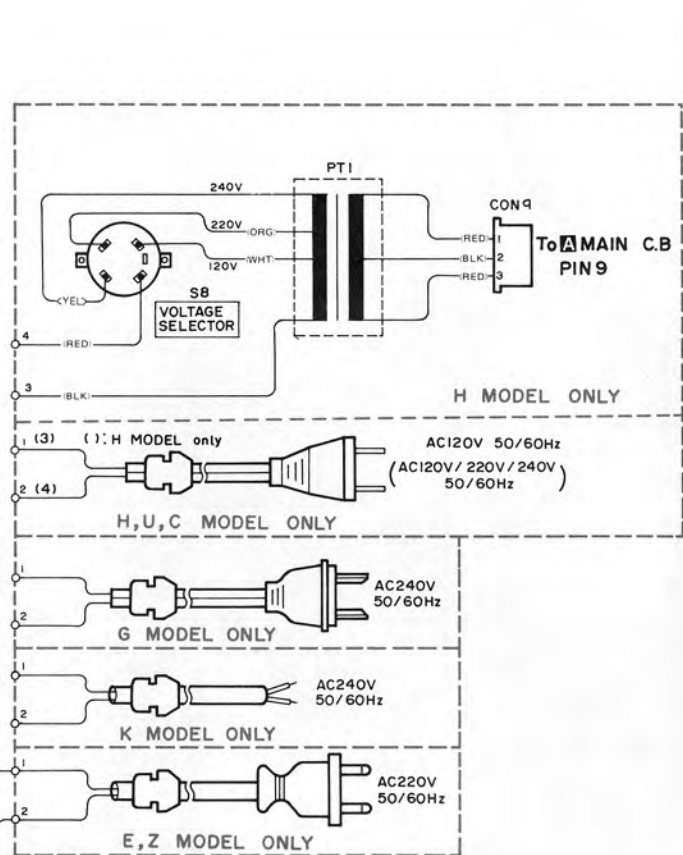 PT1
240V
CON9
220V
(ORG)
(RED) 1
To A MAIN C.B
120V
(WHT)
(BLK) 2
PIN 9
(RED) 3
(YEL)
S8
VOLTAGE
SELECTOR
4
(RED)
3
(BLK)
H MODEL ONLY
1 (3)
( ): H MODEL only
AC120V 50/60Hz
(AC120V/220V/240V)
50/60Hz
2 (4)
H,U,C MODEL ONLY
1
AC240V
50/60Hz
2
G MODEL ONLY
1
AC240V
50/60Hz
2
K MODEL ONLY
1
AC220V
50/60Hz
2
E,Z MODEL ONLY